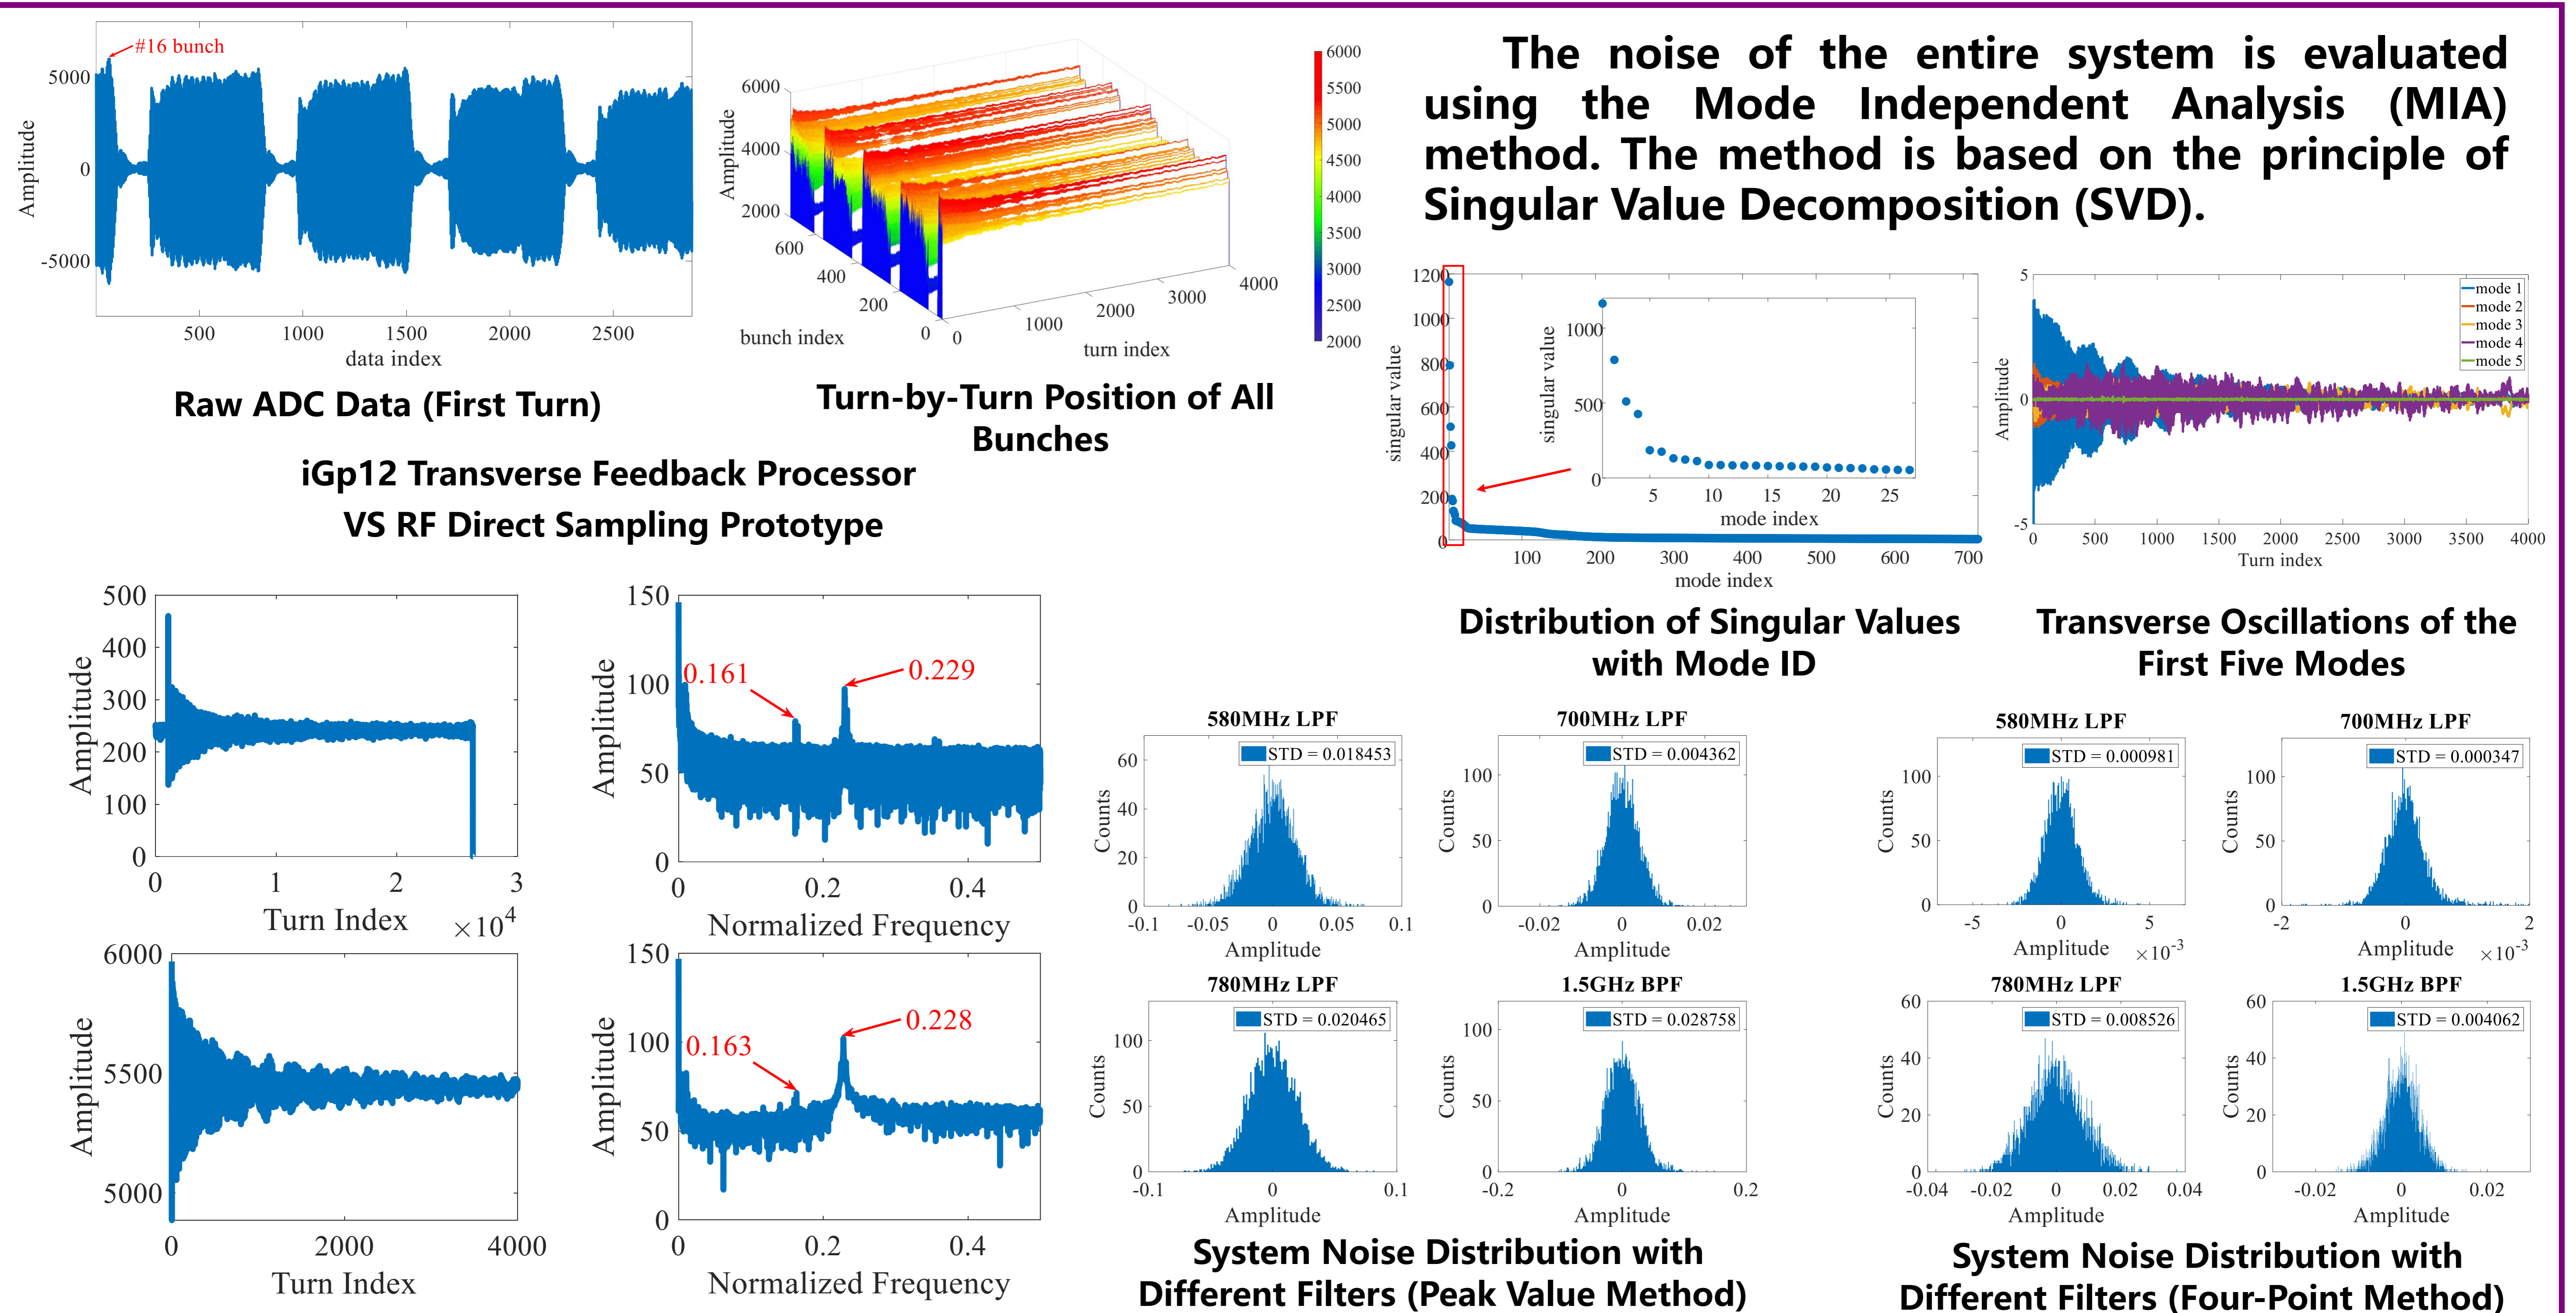 #16 bunch
5000
0
-5000
Amplitude
500 1000 1500 2000 2500
data index
Raw ADC Data (First Turn)
6000
4000
2000
Amplitude
600
400
200
0
bunch index
0 1000 2000 3000 4000
turn index
6000
5500
5000
4500
4000
3500
3000
2500
2000
Turn-by-Turn Position of All
Bunches
The noise of the entire system is evaluated
using the Mode Independent Analysis (MIA)
method. The method is based on the principle of
Singular Value Decomposition (SVD).
1200
1000
800
600
400
200
0
singular value
100 200 300 400 500 600 700
mode index
1000
500
0
singular value
5 10 15 20 25
mode index
Distribution of Singular Values
with Mode ID
5
0
-5
Amplitude
mode 1
mode 2
mode 3
mode 4
mode 5
0 500 1000 1500 2000 2500 3000 3500 4000
Turn index
Transverse Oscillations of the
First Five Modes
iGp12 Transverse Feedback Processor
VS RF Direct Sampling Prototype
500
400
300
200
100
0
Amplitude
0 1 2 3
Turn Index ×10^4
150
100
50
0
Amplitude
0.161
0.229
0 0.2 0.4
Normalized Frequency
6000
5500
5000
Amplitude
0 2000 4000
Turn Index
150
100
50
0
Amplitude
0.163
0.228
0 0.2 0.4
Normalized Frequency
580MHz LPF
STD = 0.018453
60
40
20
0
Counts
-0.1 -0.05 0 0.05 0.1
Amplitude
700MHz LPF
STD = 0.004362
100
50
0
Counts
-0.02 0 0.02
Amplitude
780MHz LPF
STD = 0.020465
100
50
0
Counts
-0.1 0 0.1
Amplitude
1.5GHz BPF
STD = 0.028758
100
50
0
Counts
-0.2 0 0.2
Amplitude
System Noise Distribution with
Different Filters (Peak Value Method)
580MHz LPF
STD = 0.000981
100
50
0
Counts
-5 0 5
Amplitude ×10^-3
700MHz LPF
STD = 0.000347
100
50
0
Counts
-2 0 2
Amplitude ×10^-3
780MHz LPF
STD = 0.008526
60
40
20
0
Counts
-0.04 -0.02 0 0.02 0.04
Amplitude
1.5GHz BPF
STD = 0.004062
60
40
20
0
Counts
-0.02 0 0.02
Amplitude
System Noise Distribution with
Different Filters (Four-Point Method)